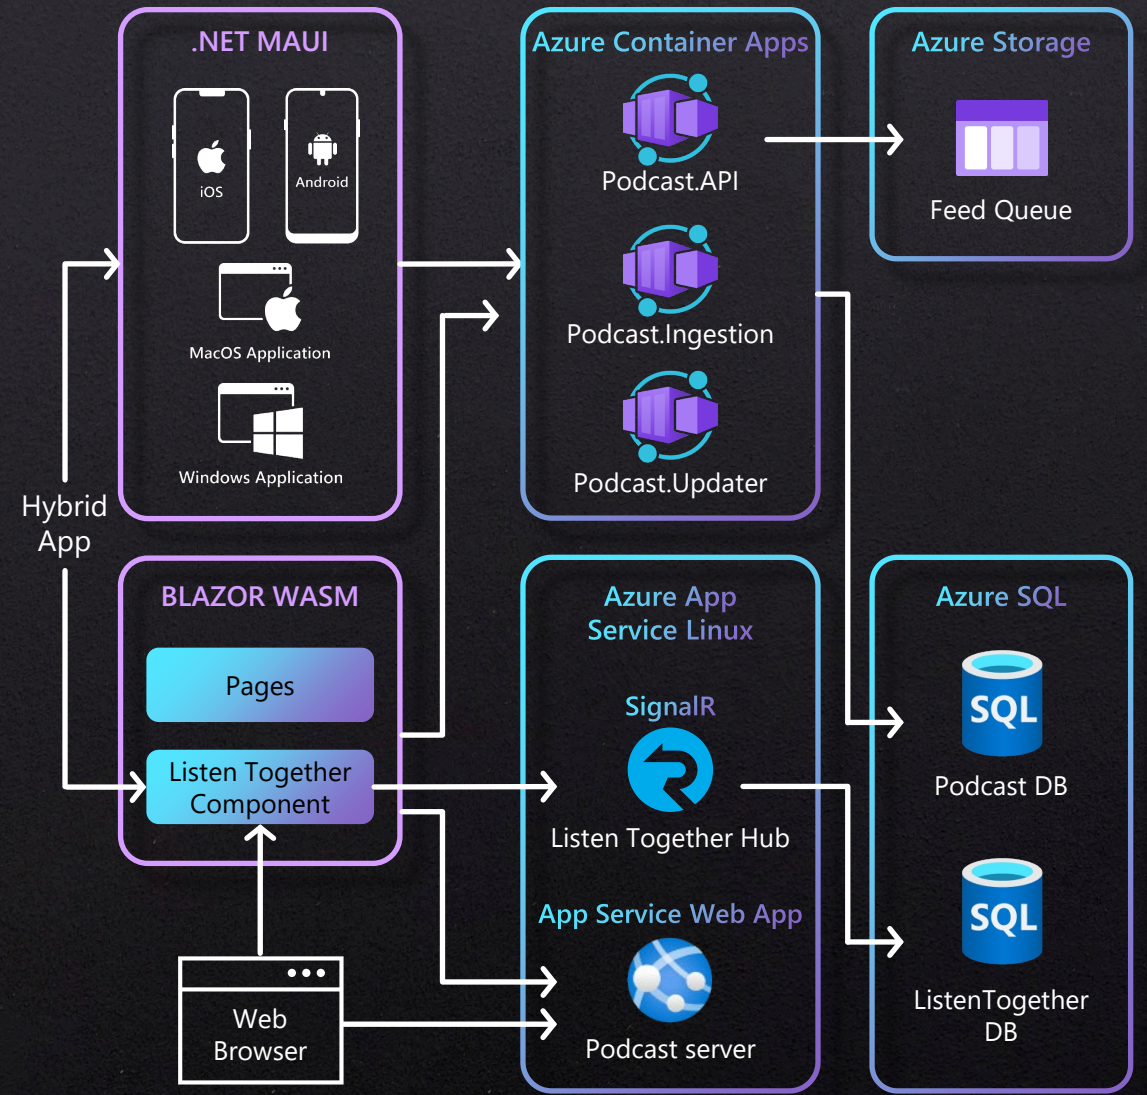 .NET MAUI
iOS
Android
MacOS Application
Windows Application
Hybrid
App
BLAZOR WASM
Pages
Listen Together
Component
Web
Browser
Azure Container Apps
Podcast.API
Podcast.Ingestion
Podcast.Updater
Azure Storage
Feed Queue
Azure App
Service Linux
SignalR
Listen Together Hub
App Service Web App
Podcast server
Azure SQL
SQL
Podcast DB
SQL
ListenTogether
DB